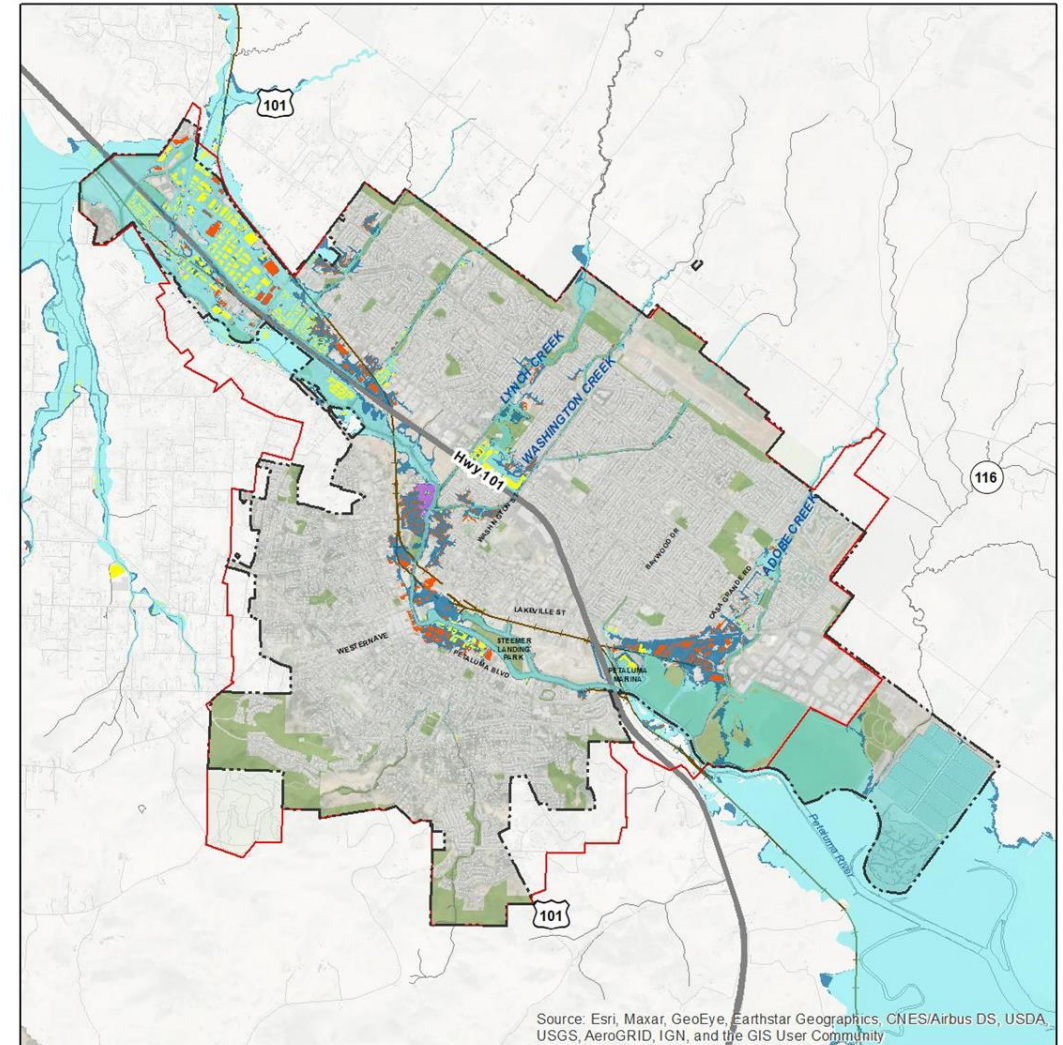 101
LYNCH CREEK
WASHINGTON CREEK
Hwy 101
116
WASHINGTON ST
BAYWOOD DR
ADOBE CREEK
CASA GRANDE RD
LAKEVILLE ST
WESTERN AVE
STEEMER
LANDING
PARK
PETALUMA BLVD
PETALUMA
MARINA
Petaluma River
101
Source: Esri, Maxar, GeoEye, Earthstar Geographics, CNES/Airbus DS, USDA,
USGS, AeroGRID, IGN, and the GIS User Community